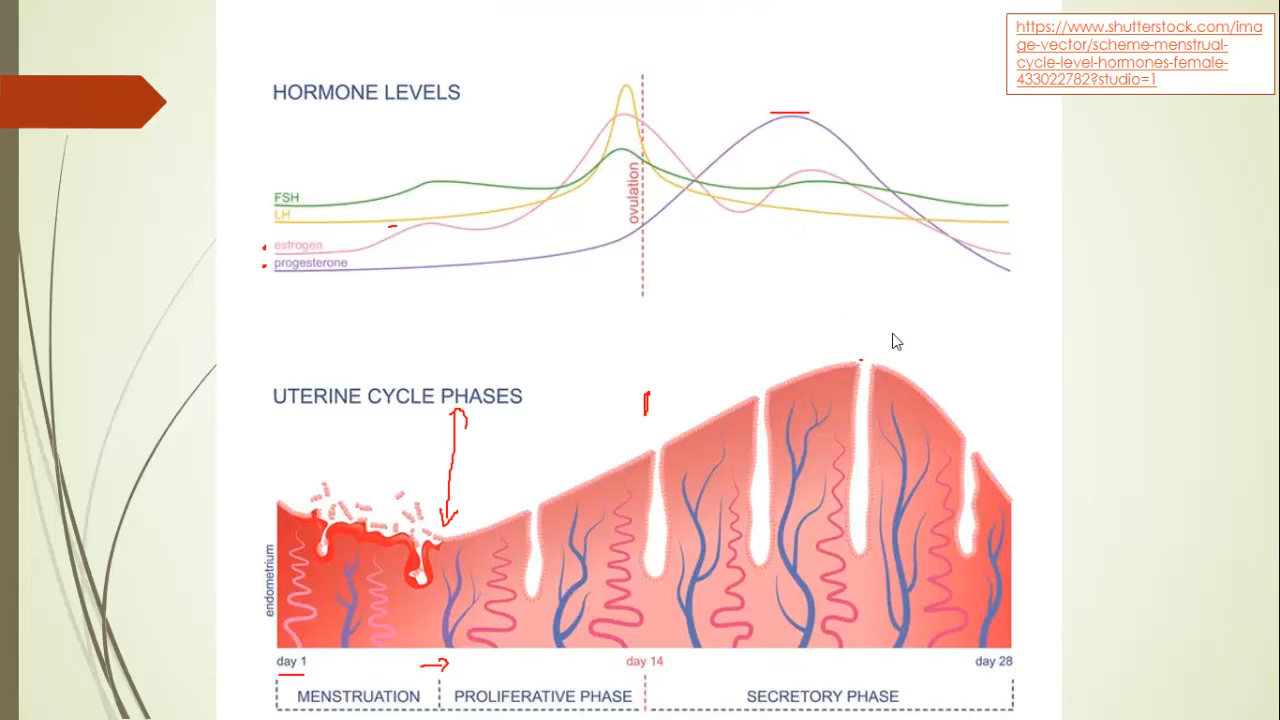 https://www.shutterstock.com/ima
ge-vector/scheme-menstrual-
cycle-level-hormones-female-
433022782?studio=1
HORMONE LEVELS
FSH
LH
estrogen
progesterone
ovulation
UTERINE CYCLE PHASES
endometrium
day 1
day 14
day 28
MENSTRUATION
PROLIFERATIVE PHASE
SECRETORY PHASE